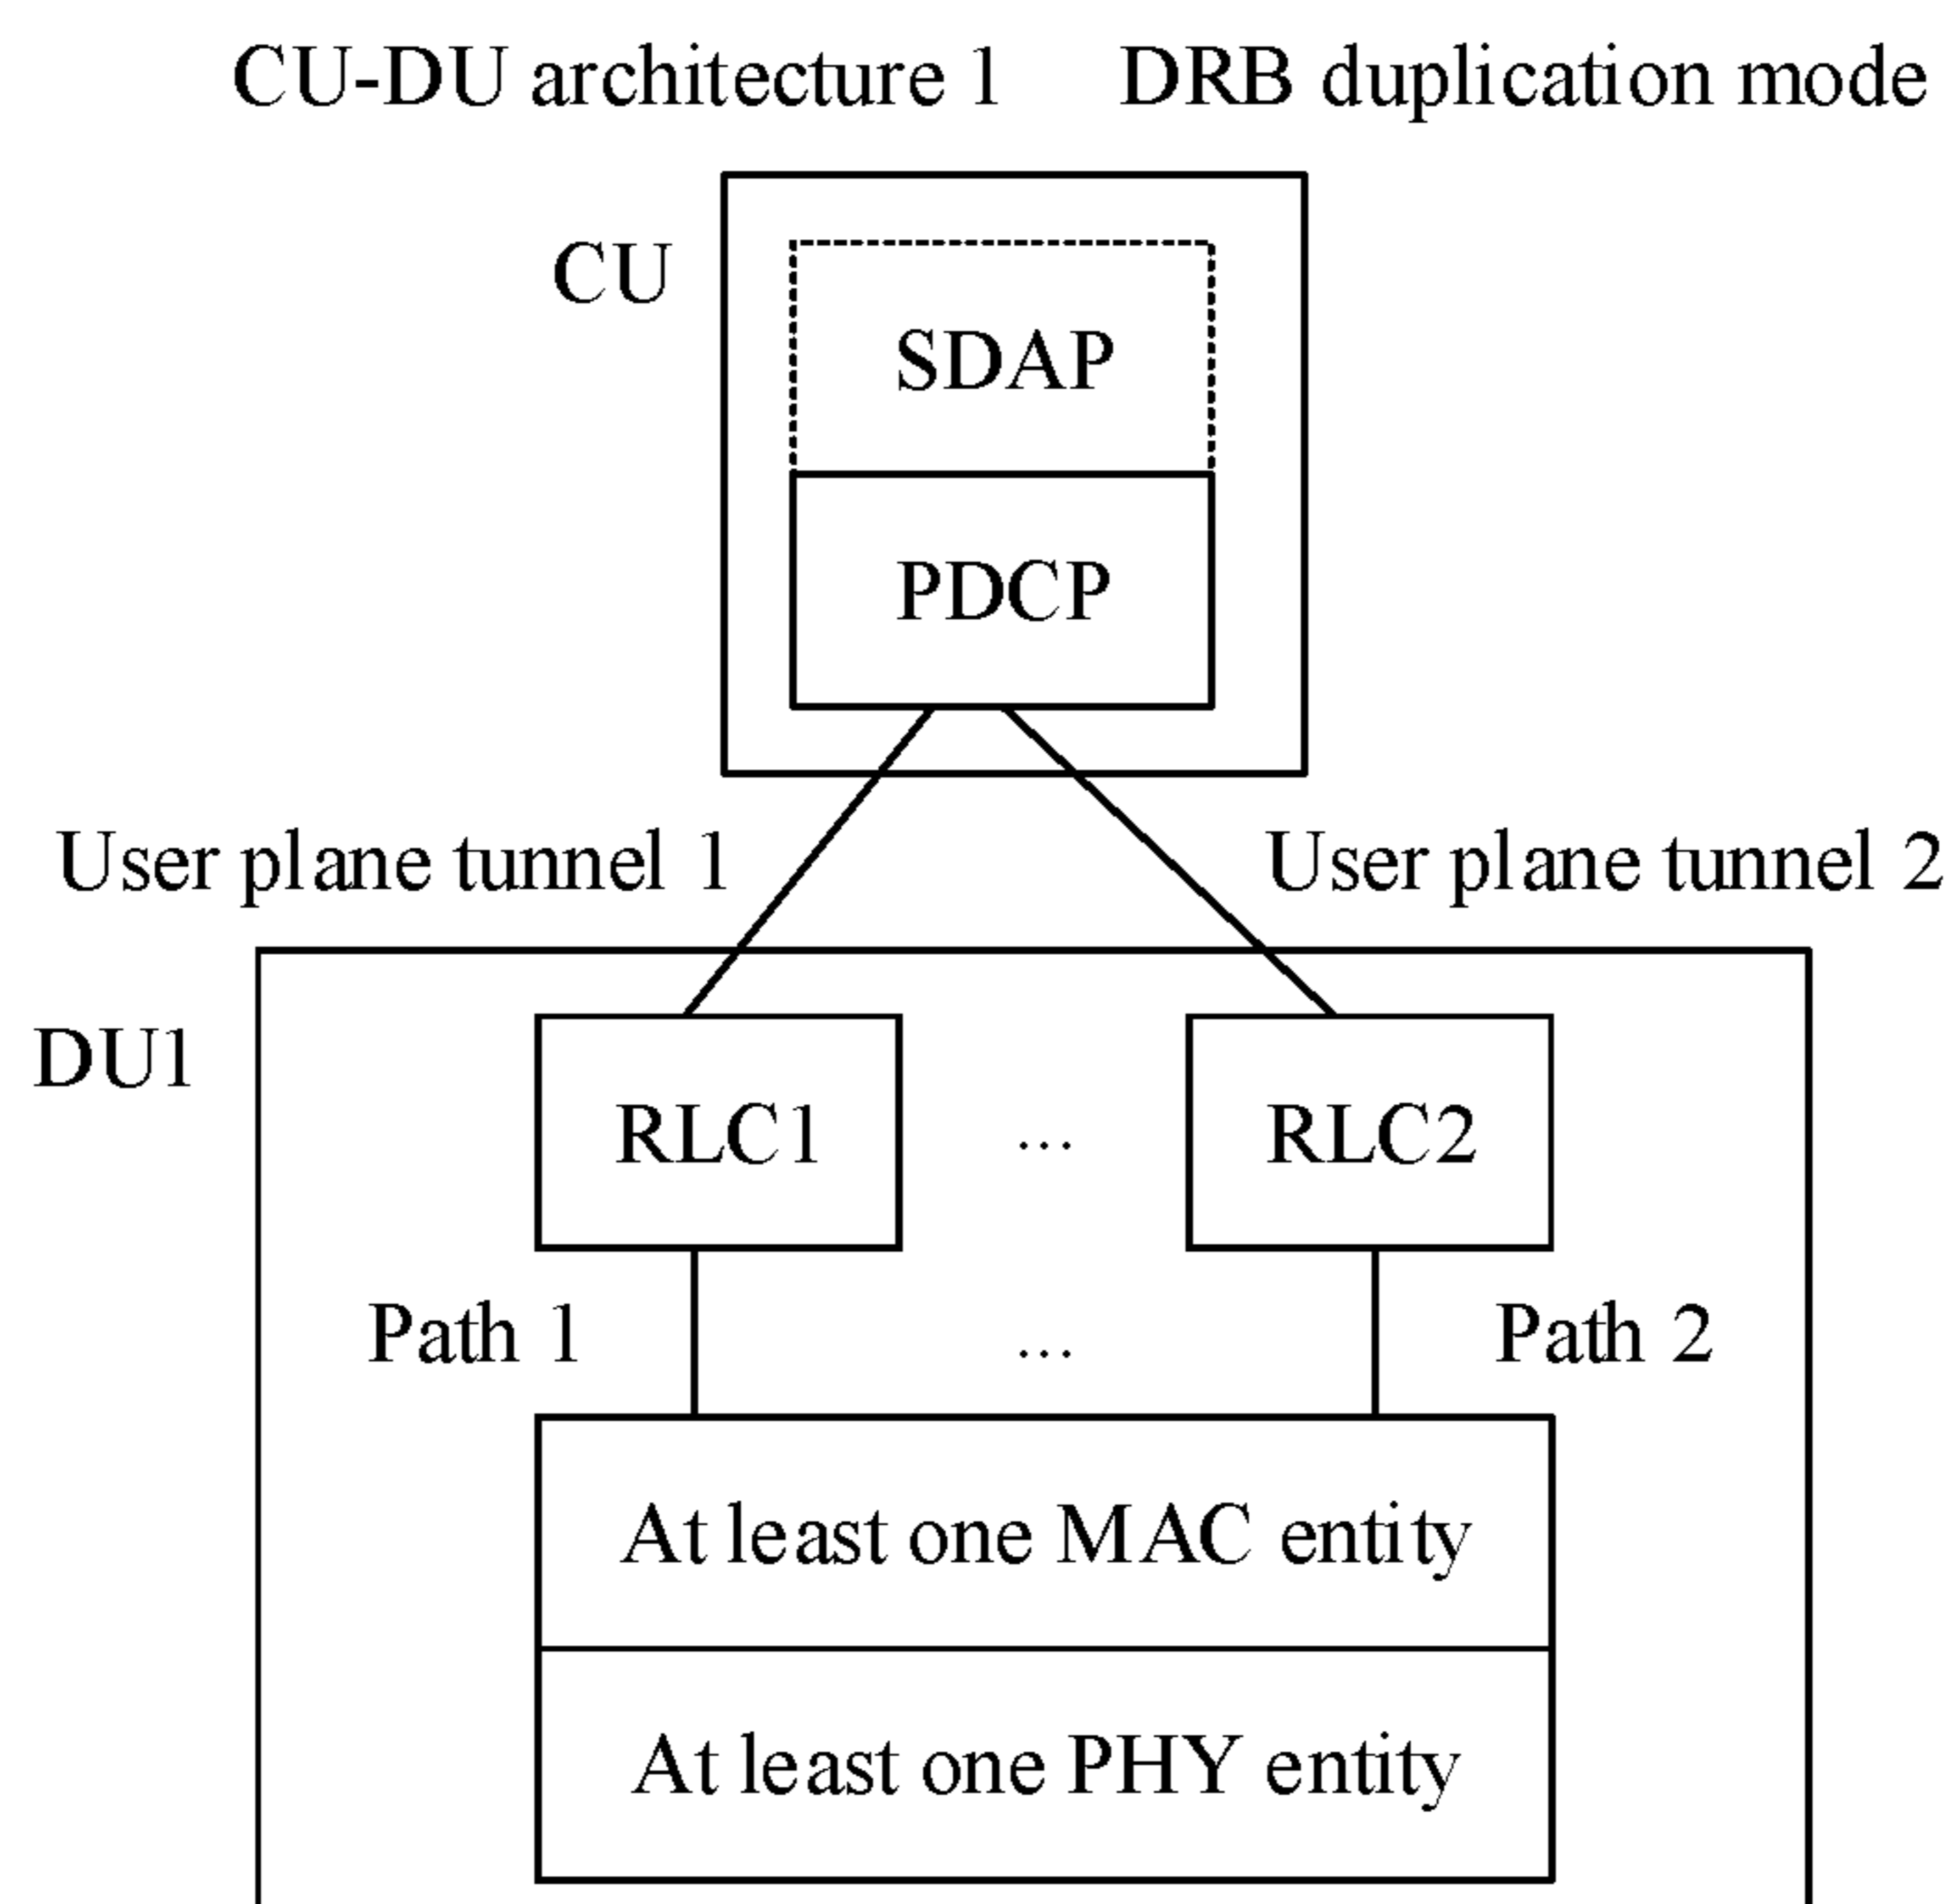 CU-DU architecture 1 DRB duplication mode
CU
SDAP
PDCP
User plane tunnel 1
User plane tunnel 2
DU1
RLC1
...
RLC2
Path 1
...
Path 2
At least one MAC entity
At least one PHY entity